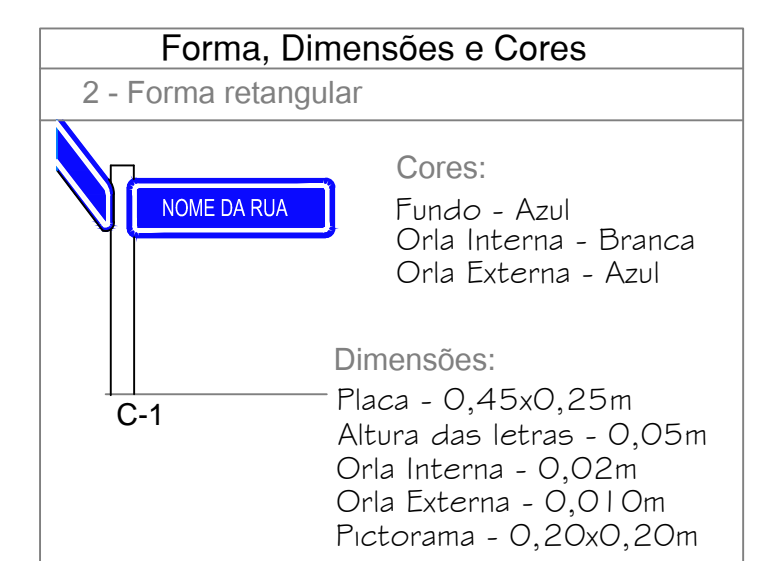 Forma, Dimensões e Cores
2 - Forma retangular
NOME DA RUA
Cores:
Fundo - Azul
Orla Interna - Branca
Orla Externa - Azul
C-1
Dimensões:
Placa - 0,45x0,25m
Altura das letras - 0,05m
Orla Interna - 0,02m
Orla Externa - 0,010m
Pictorama - 0,20x0,20m